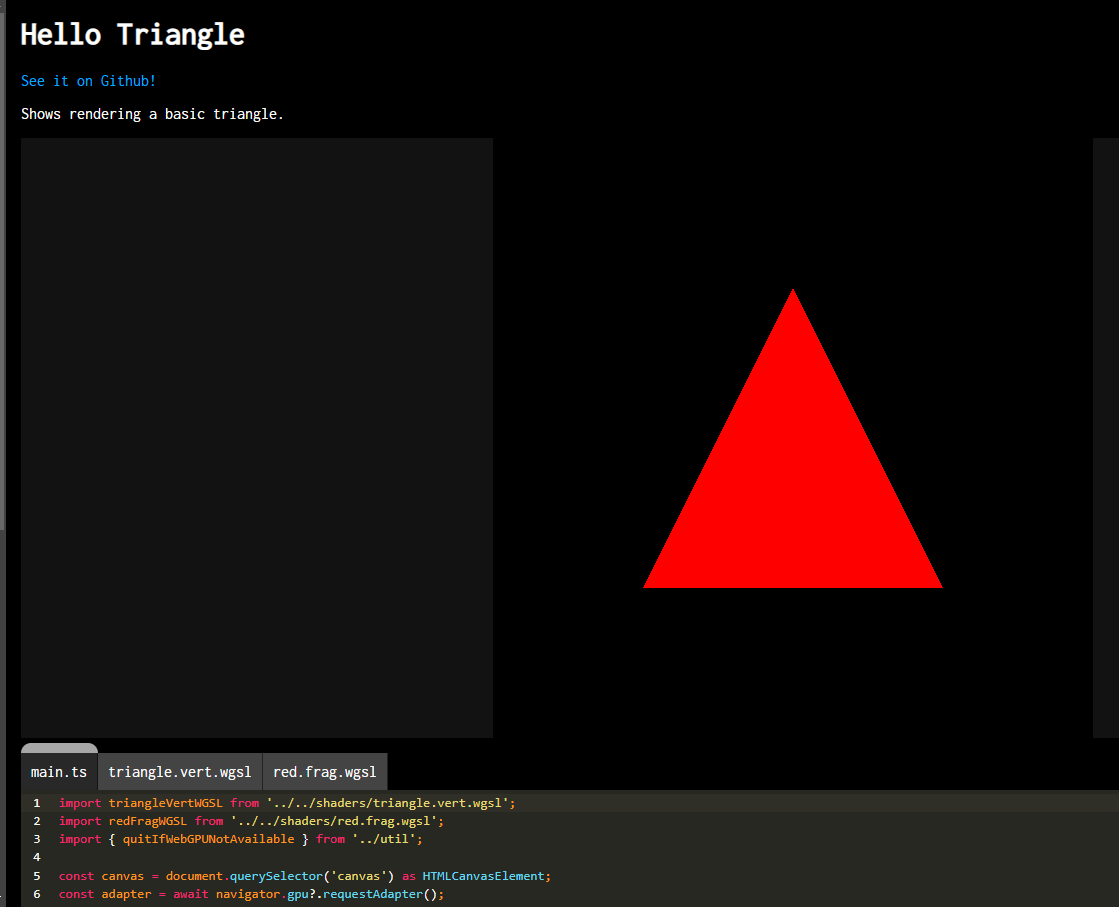 Hello Triangle
See it on Github!
Shows rendering a basic triangle.
main.ts triangle.vert.wgsl red.frag.wgsl
1 import triangleVertWGSL from '../../shaders/triangle.vert.wgsl';
2 import redFragWGSL from '../../shaders/red.frag.wgsl';
3 import { quitIfWebGPUNotAvailable } from '../util';
4
5 const canvas = document.querySelector('canvas') as HTMLCanvasElement;
6 const adapter = await navigator.gpu?.requestAdapter();